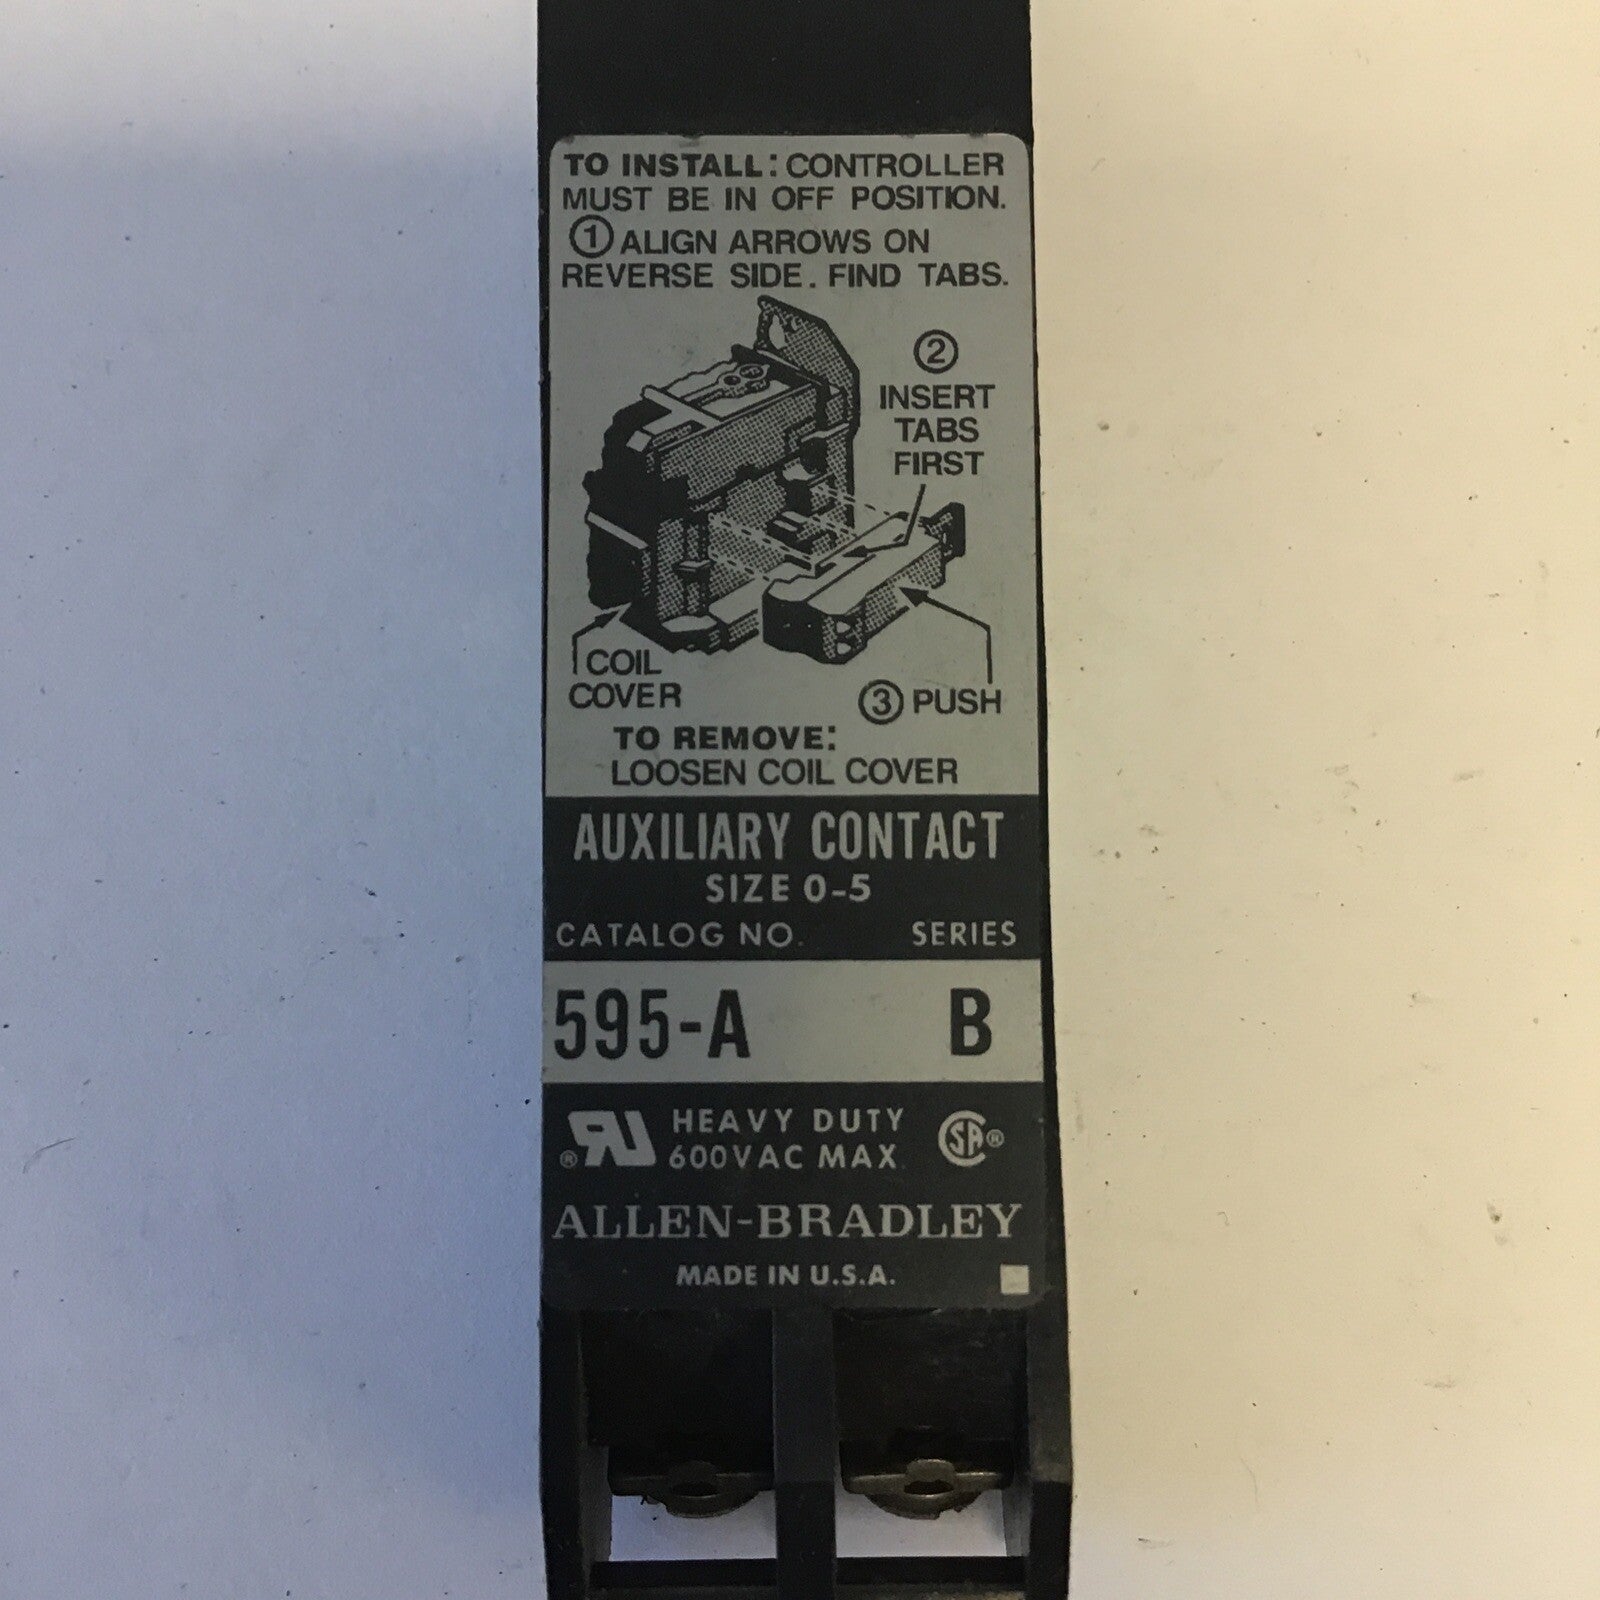 TO INSTALL: CONTROLLER
MUST BE IN OFF POSITION.
① ALIGN ARROWS ON
REVERSE SIDE. FIND TABS.
②
INSERT
TABS
FIRST
COIL
COVER
③ PUSH
TO REMOVE:
LOOSEN COIL COVER
AUXILIARY CONTACT
SIZE 0-5
CATALOG NO. SERIES
595-A B
HEAVY DUTY
600VAC MAX.
® RU SA®
ALLEN-BRADLEY
MADE IN U.S.A.